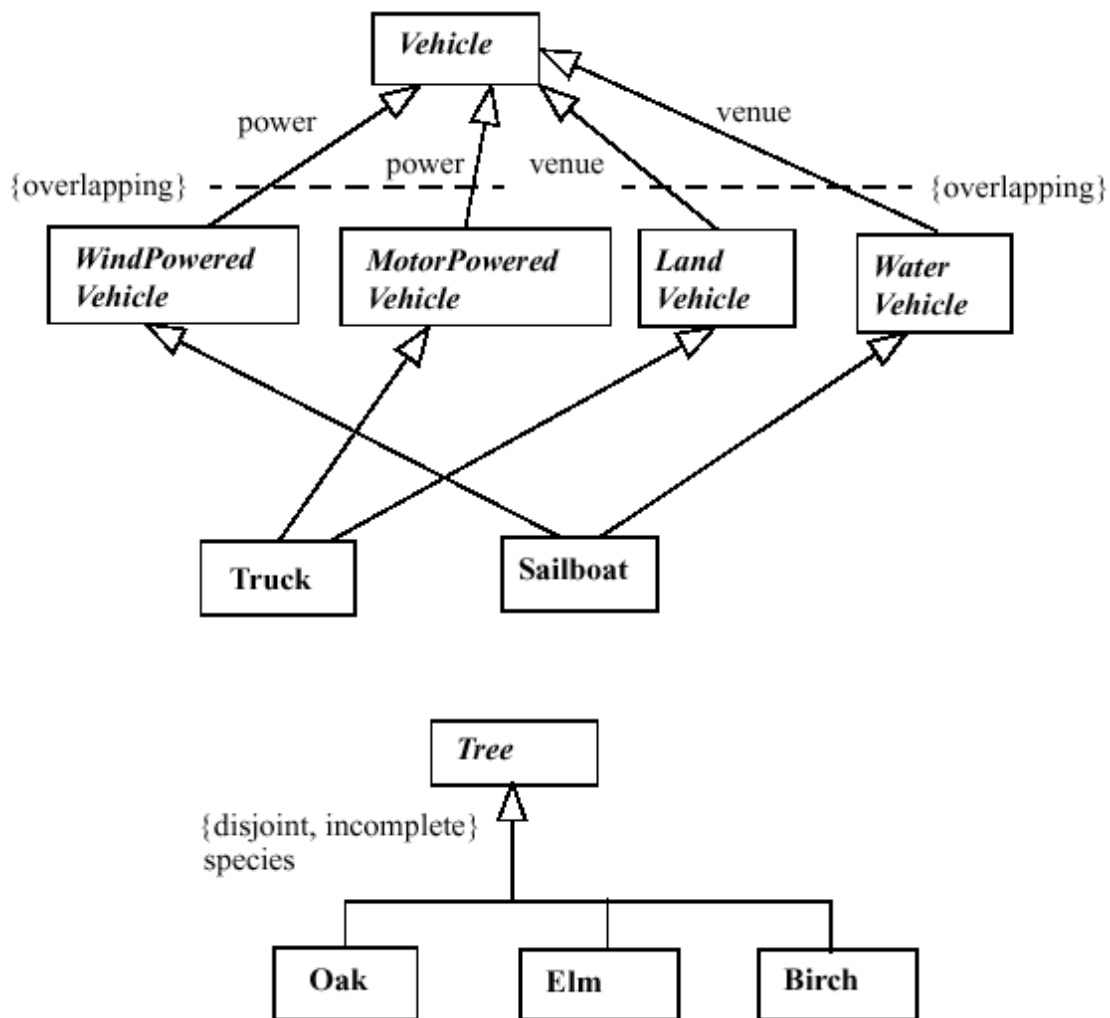 Vehicle
power
venue
power
venue
{overlapping}
{overlapping}
WindPowered
Vehicle
MotorPowered
Vehicle
Land
Vehicle
Water
Vehicle
Truck
Sailboat
Tree
{disjoint, incomplete}
species
Oak
Elm
Birch